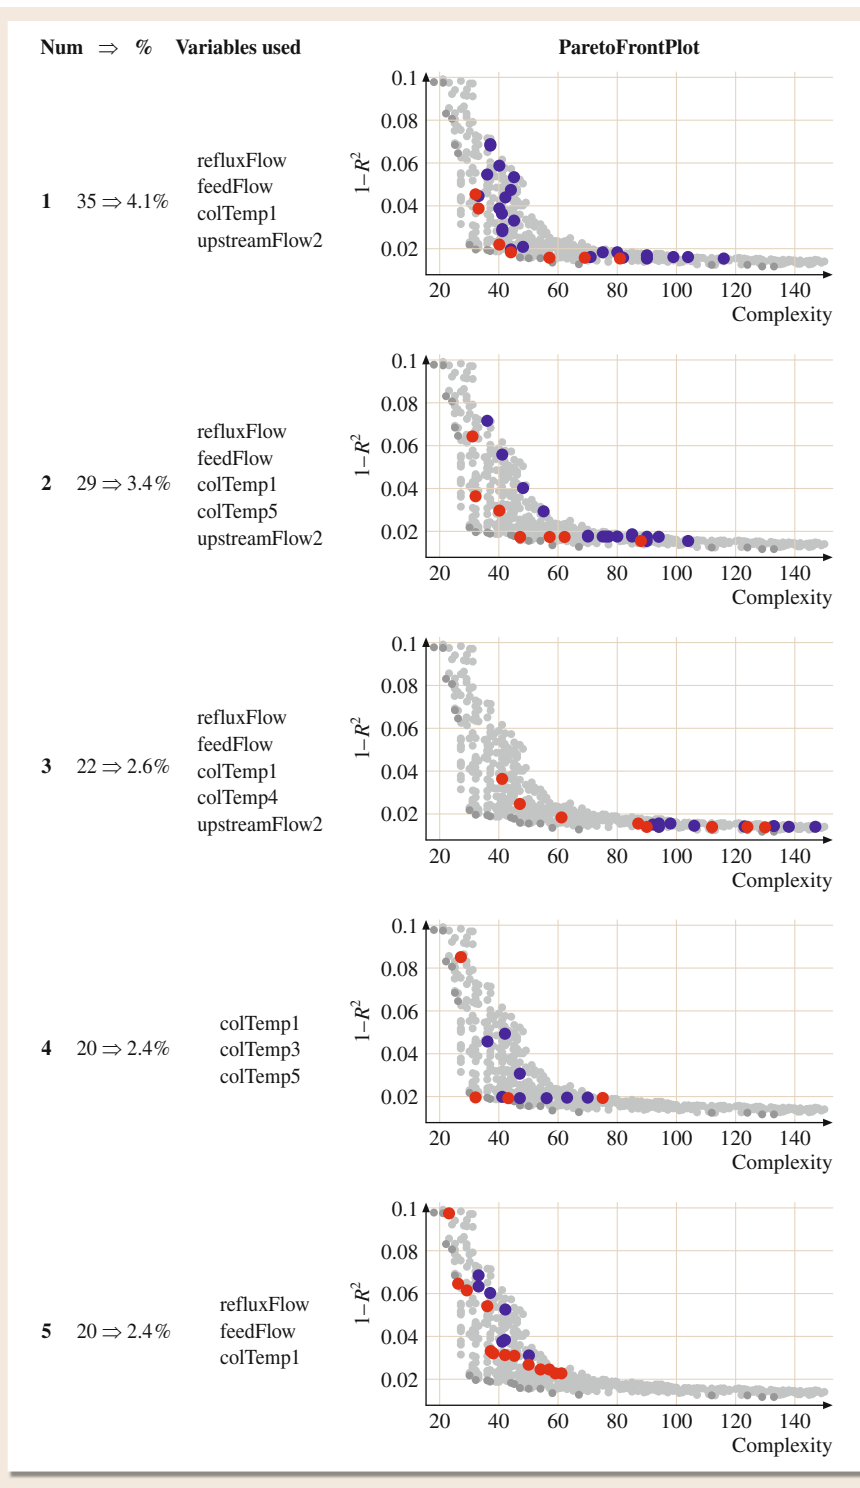 Num ⇒ % Variables used ParetoFrontPlot
1 35 ⇒ 4.1%
refluxFlow
feedFlow
colTemp1
upstreamFlow2
1–R²
0.1
0.08
0.06
0.04
0.02
20 40 60 80 100 120 140
Complexity
2 29 ⇒ 3.4%
refluxFlow
feedFlow
colTemp1
colTemp5
upstreamFlow2
1–R²
0.1
0.08
0.06
0.04
0.02
20 40 60 80 100 120 140
Complexity
3 22 ⇒ 2.6%
refluxFlow
feedFlow
colTemp1
colTemp4
upstreamFlow2
1–R²
0.1
0.08
0.06
0.04
0.02
20 40 60 80 100 120 140
Complexity
4 20 ⇒ 2.4%
colTemp1
colTemp3
colTemp5
1–R²
0.1
0.08
0.06
0.04
0.02
20 40 60 80 100 120 140
Complexity
5 20 ⇒ 2.4%
refluxFlow
feedFlow
colTemp1
1–R²
0.1
0.08
0.06
0.04
0.02
20 40 60 80 100 120 140
Complexity